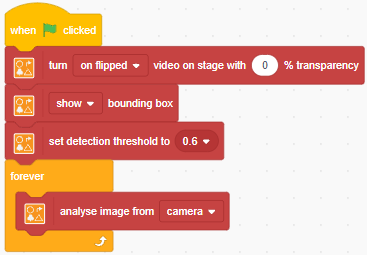 when clicked
turn on flipped video on stage with 0 % transparency
show bounding box
set detection threshold to 0.6
forever
analyse image from camera